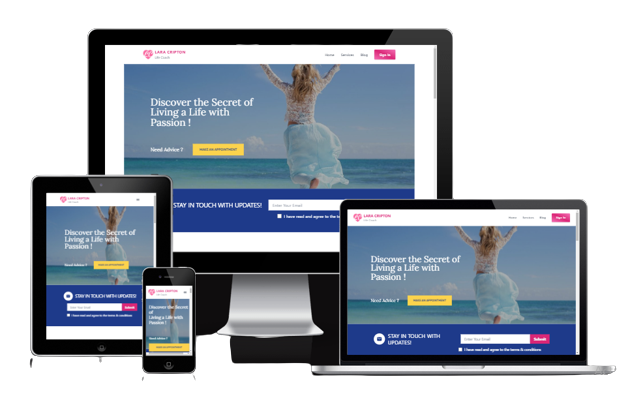 LARA CRIPTON
Life Coach
Home Services Blog Sign In
Discover the Secret of
Living a Life with
Passion !
Need Advice ? MAKE AN APPOINTMENT
STAY IN TOUCH WITH UPDATES!
Enter Your Email
I have read and agree to the te
LARA CRIPTON
Discover the Secret of
Living a Life with
Passion !
Need Advice ? MAKE AN APPOINTMENT
STAY IN TOUCH WITH UPDATES!
Enter Your Email Submit
I have read and agree to the terms & conditions
LARA CRIPTON
Discover the Secret of
Living a Life with
Passion !
Need Advice ?
MAKE AN APPOINTMENT
LARA CRIPTON
Life Coach
Home Services Blog Sign In
Discover the Secret of
Living a Life with
Passion !
Need Advice ? MAKE AN APPOINTMENT
STAY IN TOUCH WITH
UPDATES!
Enter Your Email Submit
I have read and agree to the terms & conditions